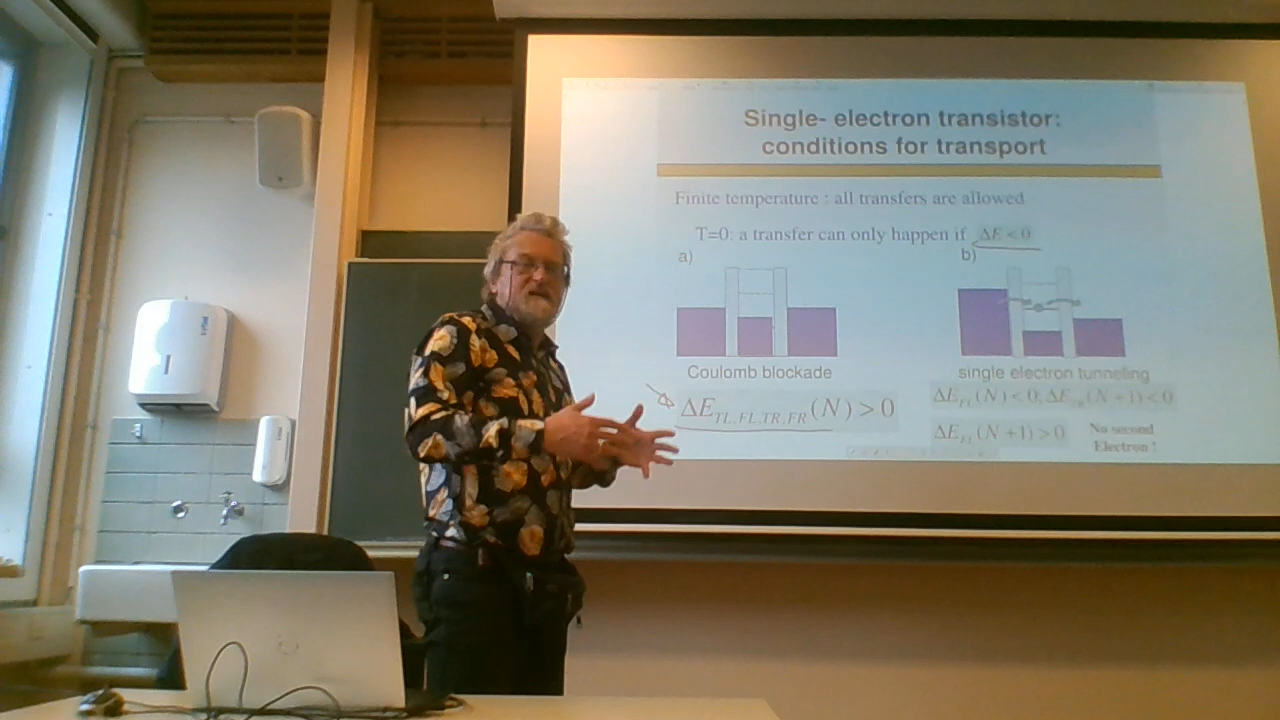 Single- electron transistor:
conditions for transport
Finite temperature : all transfers are allowed
T=0: a transfer can only happen if ΔE < 0
a)
b)
Coulomb blockade
single electron tunneling
ΔE_{TL,FL,TR,FR}(N) > 0
ΔE_{FL}(N) < 0; ΔE_{TR}(N + 1) < 0
ΔE_{FL}(N + 1) > 0
No second
Electron !